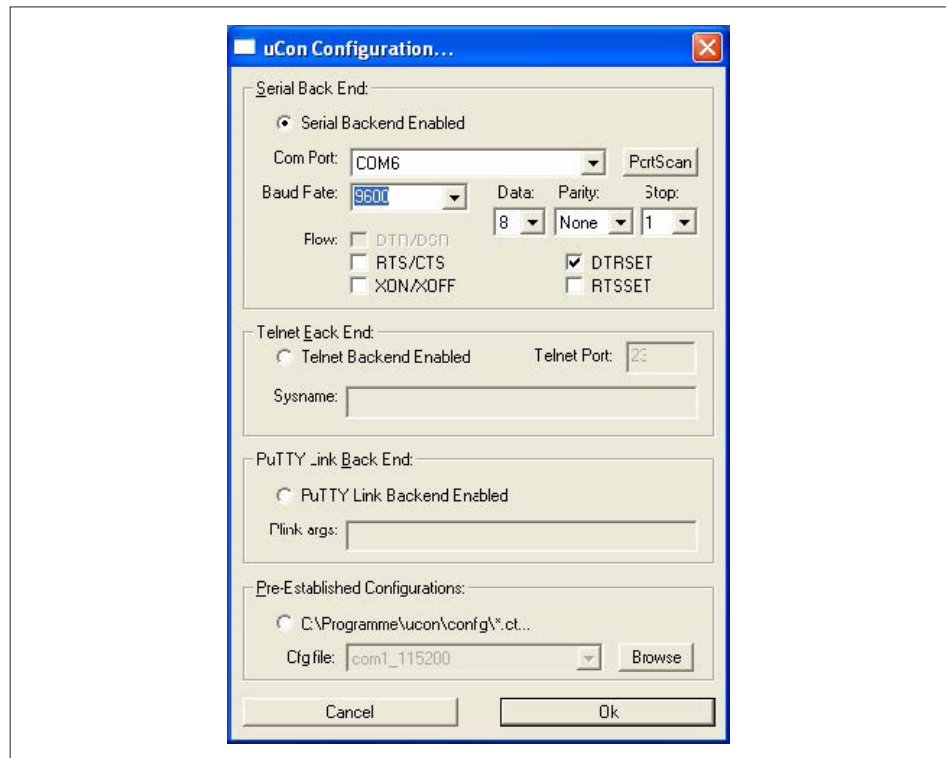 uCon Configuration...
Serial Back End:
Serial Backend Enabled
Com Port: COM6 PortScan
Baud Rate: 9600 Data: Parity: Stop:
8 None 1
Flow: DTR/DSR
RTS/CTS DTRSET
XON/XOFF RTSSET
Telnet Back End:
Telnet Backend Enabled Telnet Port: 23
Sysname:
PuTTY Link Back End:
PuTTY Link Backend Enabled
Plink args:
Pre-Established Configurations:
C:\Programme\ucon\confg\*.ct...
Cfg file: com1_115200 Browse
Cancel Ok